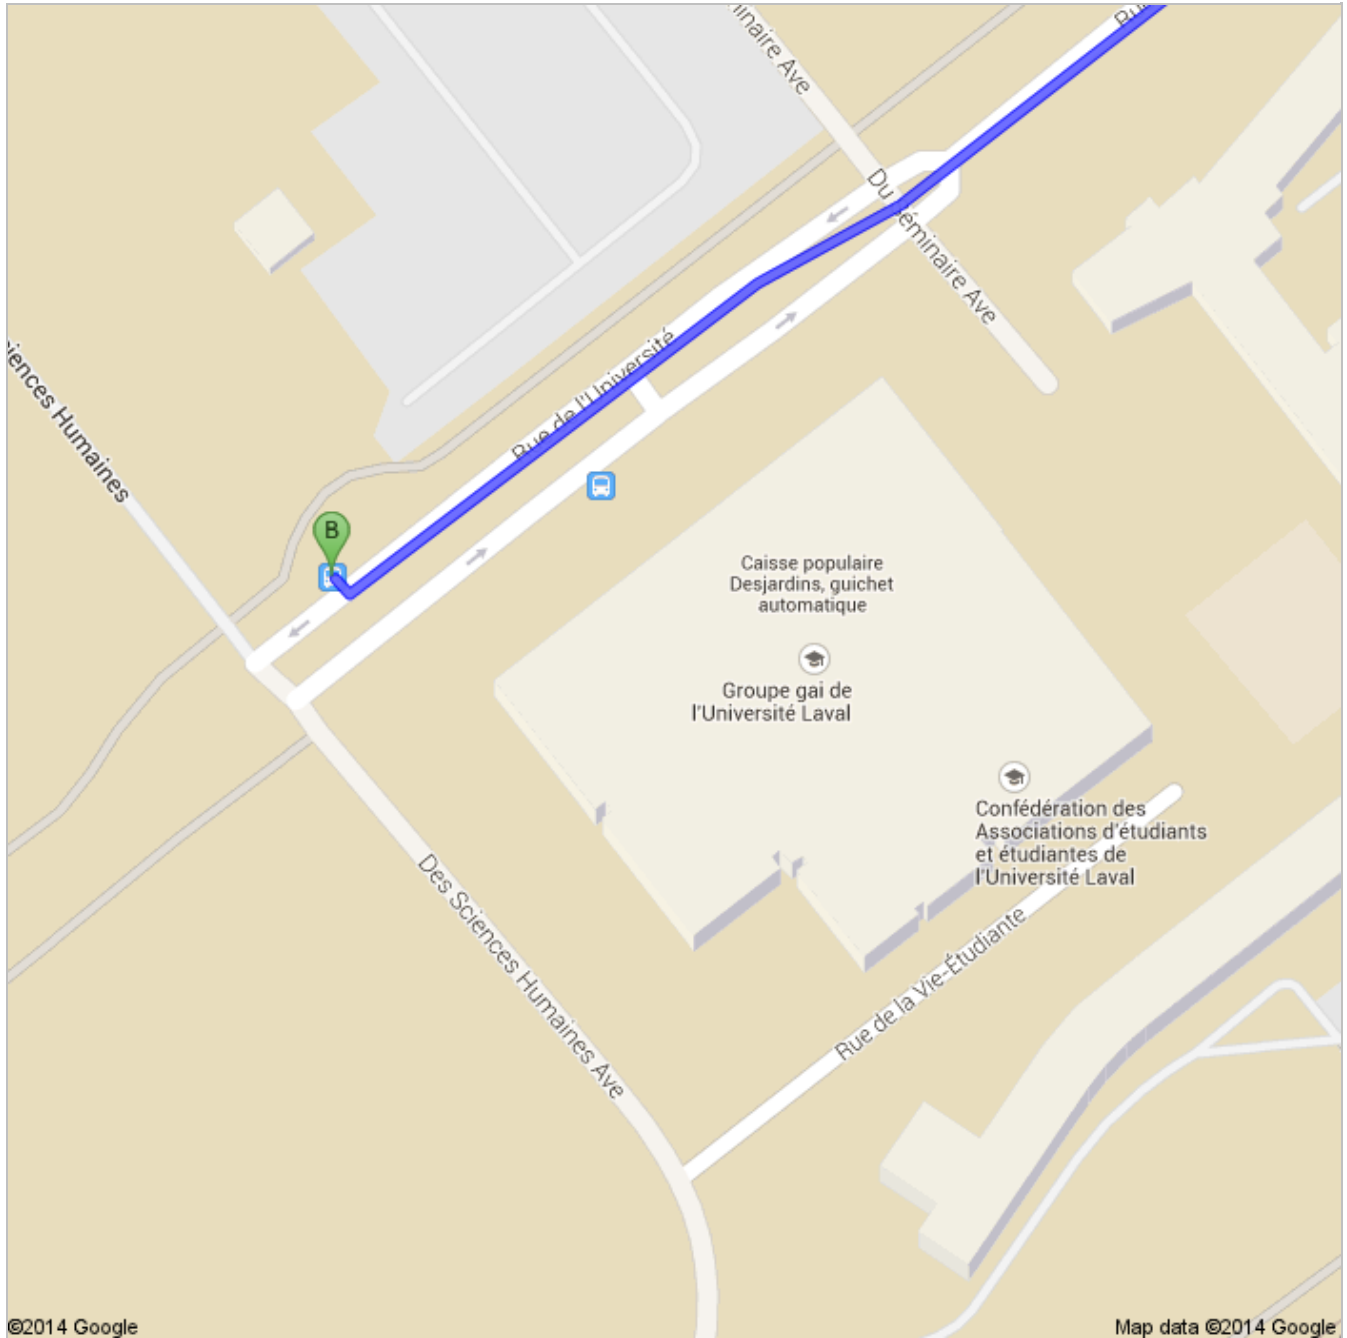 minaire Ave
Du Séminaire Ave
Rue de l'Université
iences Humaines
B
Caisse populaire
Desjardins, guichet
automatique
Groupe gai de
l'Université Laval
Confédération des
Associations d'étudiants
et étudiantes de
l'Université Laval
Des Sciences Humaines Ave
Rue de la Vie-Étudiante
©2014 Google
Map data ©2014 Google